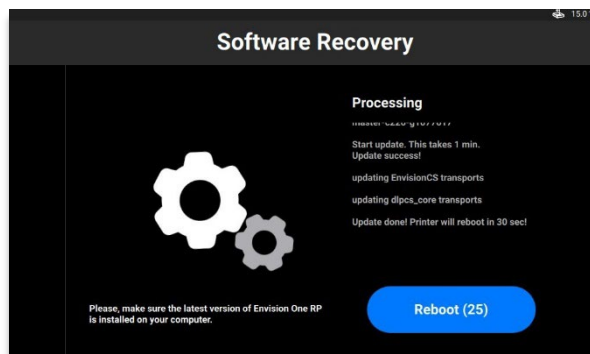 15.0
Software Recovery
Processing
Start update. This takes 1 min.
Update success!
updating EnvisionCS transports
updating dlpcs_core transports
Update done! Printer will reboot in 30 sec!
Please, make sure the latest version of Envision One RP
is installed on your computer.
Reboot (25)